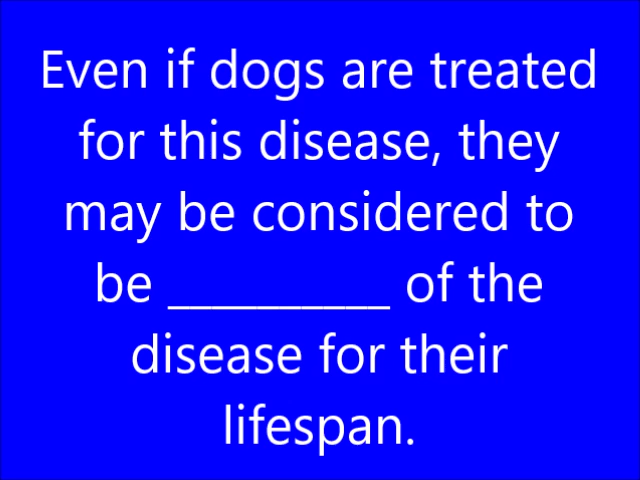 Even if dogs are treated
for this disease, they
may be considered to
be __________ of the
disease for their
lifespan.